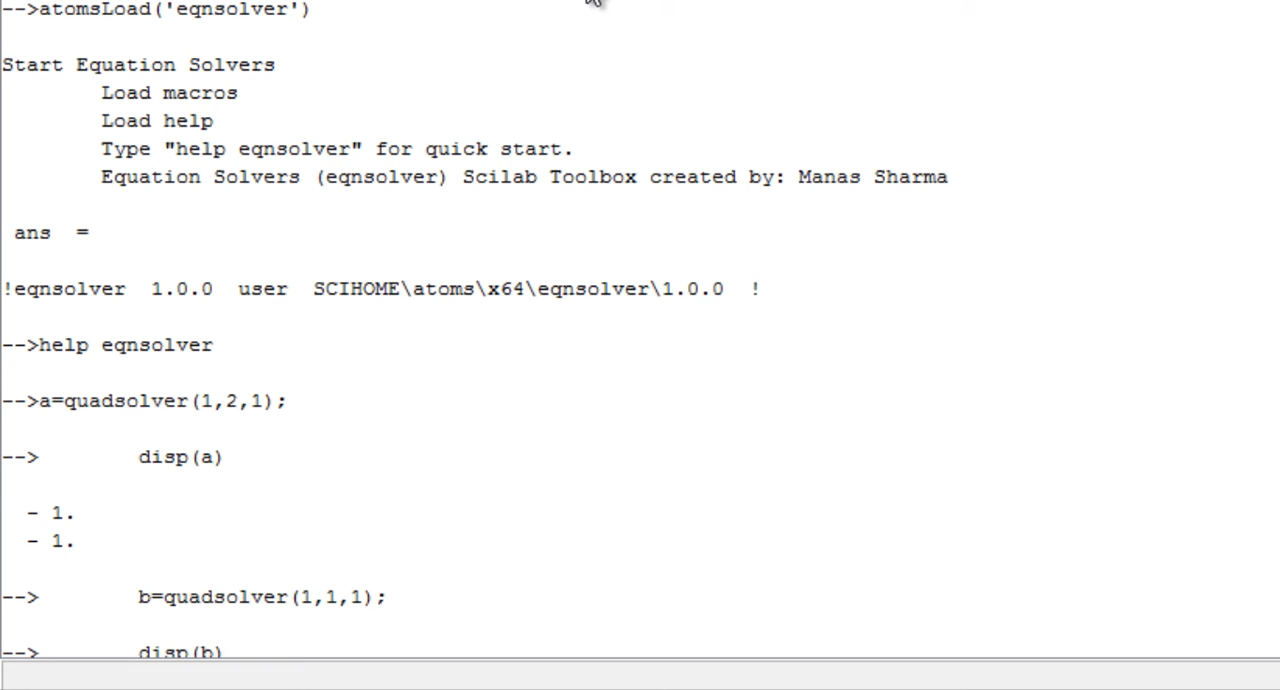 -->atomsLoad('eqnsolver')
Start Equation Solvers
Load macros
Load help
Type "help eqnsolver" for quick start.
Equation Solvers (eqnsolver) Scilab Toolbox created by: Manas Sharma
ans  =
!eqnsolver  1.0.0  user  SCIHOME\atoms\x64\eqnsolver\1.0.0  !
-->help eqnsolver
-->a=quadsolver(1,2,1);
-->        disp(a)
- 1.
- 1.
-->        b=quadsolver(1,1,1);
-->        disp(b)